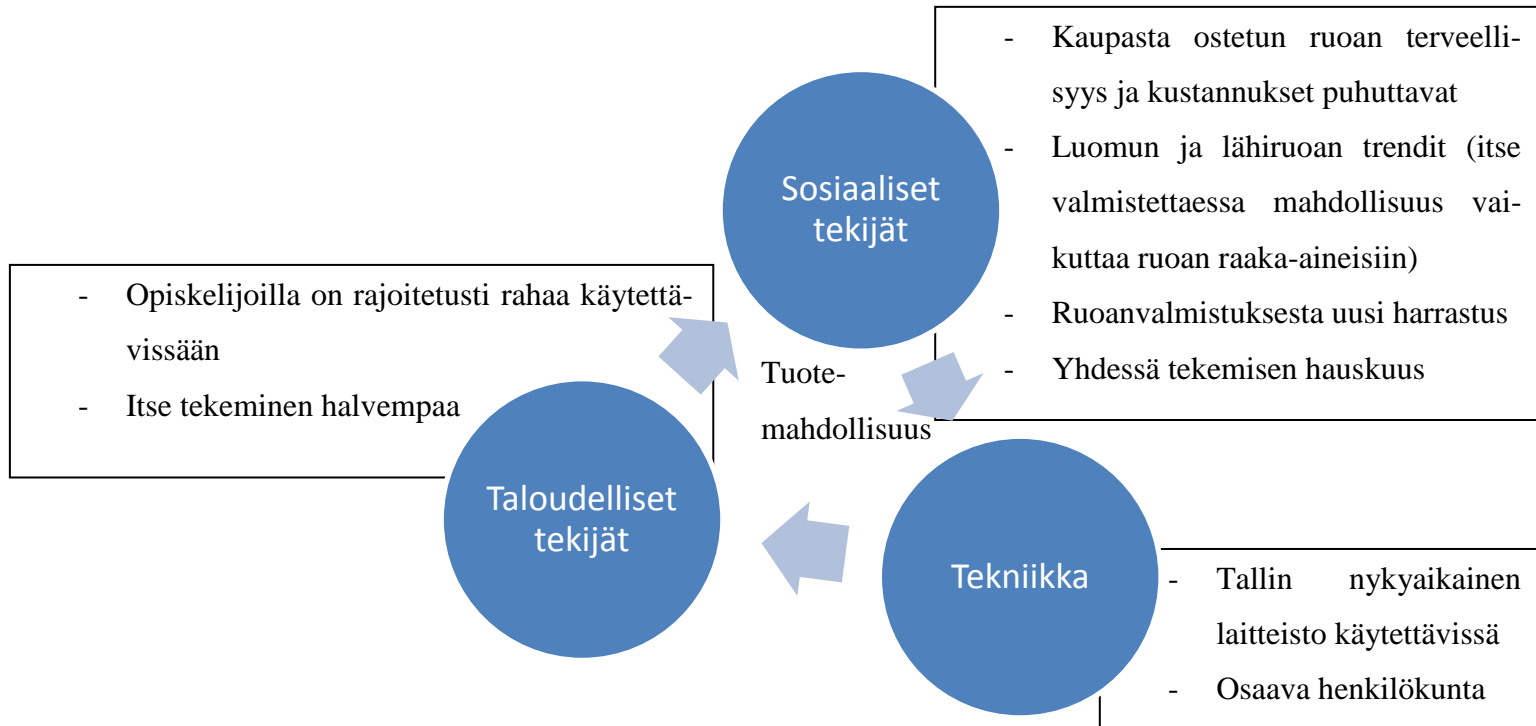 - Kaupasta ostetun ruoan terveelli-
syys ja kustannukset puhuttavat
- Luomun ja lähiruoan trendit (itse
valmistettaessa mahdollisuus vai-
kuttaa ruoan raaka-aineisiin)
- Ruoanvalmistuksesta uusi harrastus
- Yhdessä tekemisen hauskuus
Sosiaaliset
tekijät
- Opiskelijoilla on rajoitetusti rahaa käytettä-
vissään
- Itse tekeminen halvempaa
Tuote-
mahdollisuus
Taloudelliset
tekijät
Tekniikka
- Tallin nykyaikainen
laitteisto käytettävissä
- Osaava henkilökunta